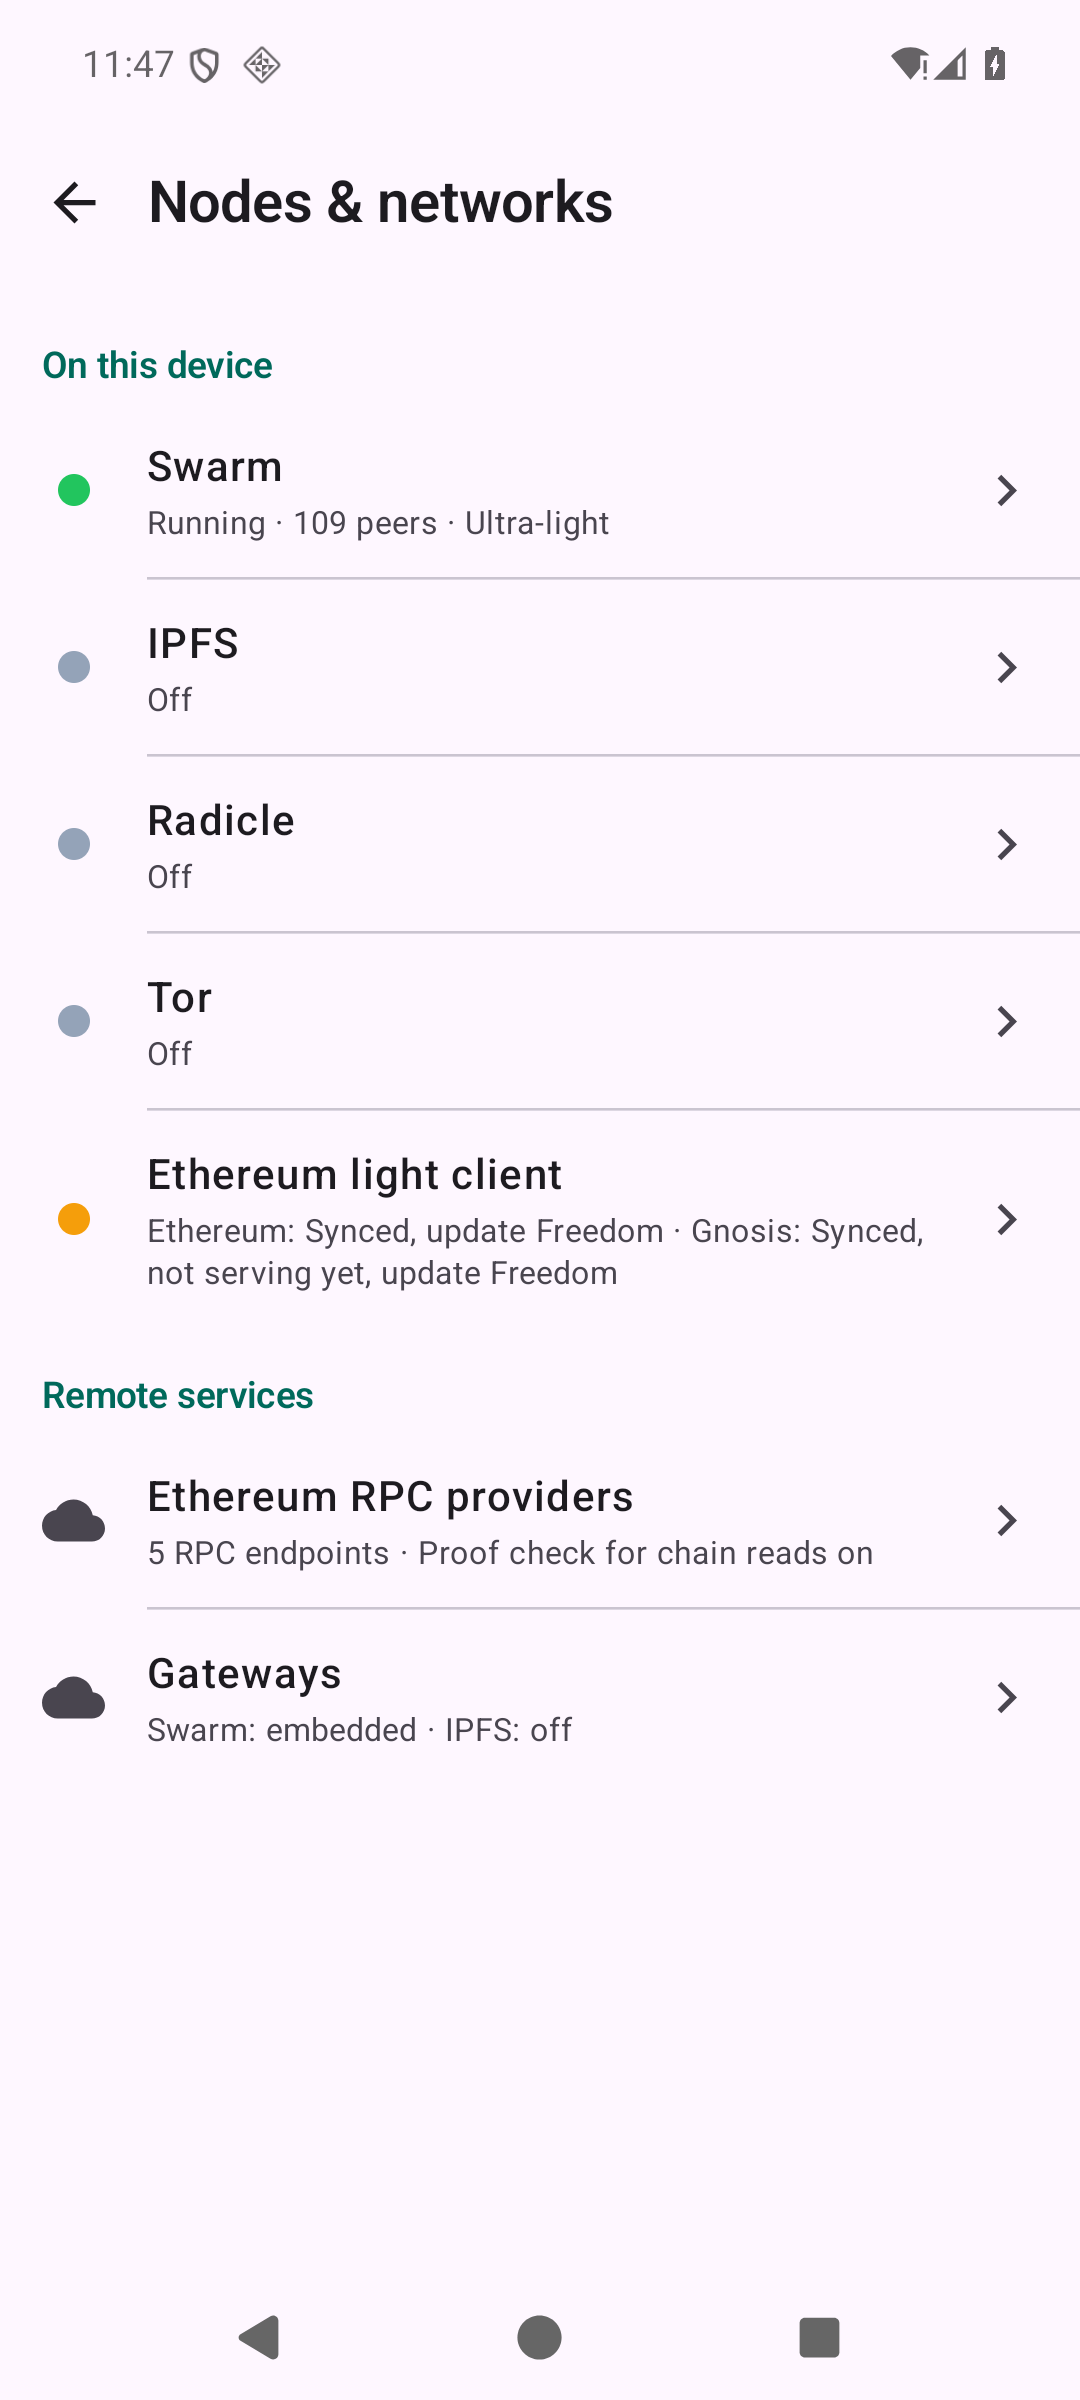 11:47
Nodes & networks
On this device
Swarm
Running · 109 peers · Ultra-light
IPFS
Off
Radicle
Off
Tor
Off
Ethereum light client
Ethereum: Synced, update Freedom · Gnosis: Synced,
not serving yet, update Freedom
Remote services
Ethereum RPC providers
5 RPC endpoints · Proof check for chain reads on
Gateways
Swarm: embedded · IPFS: off